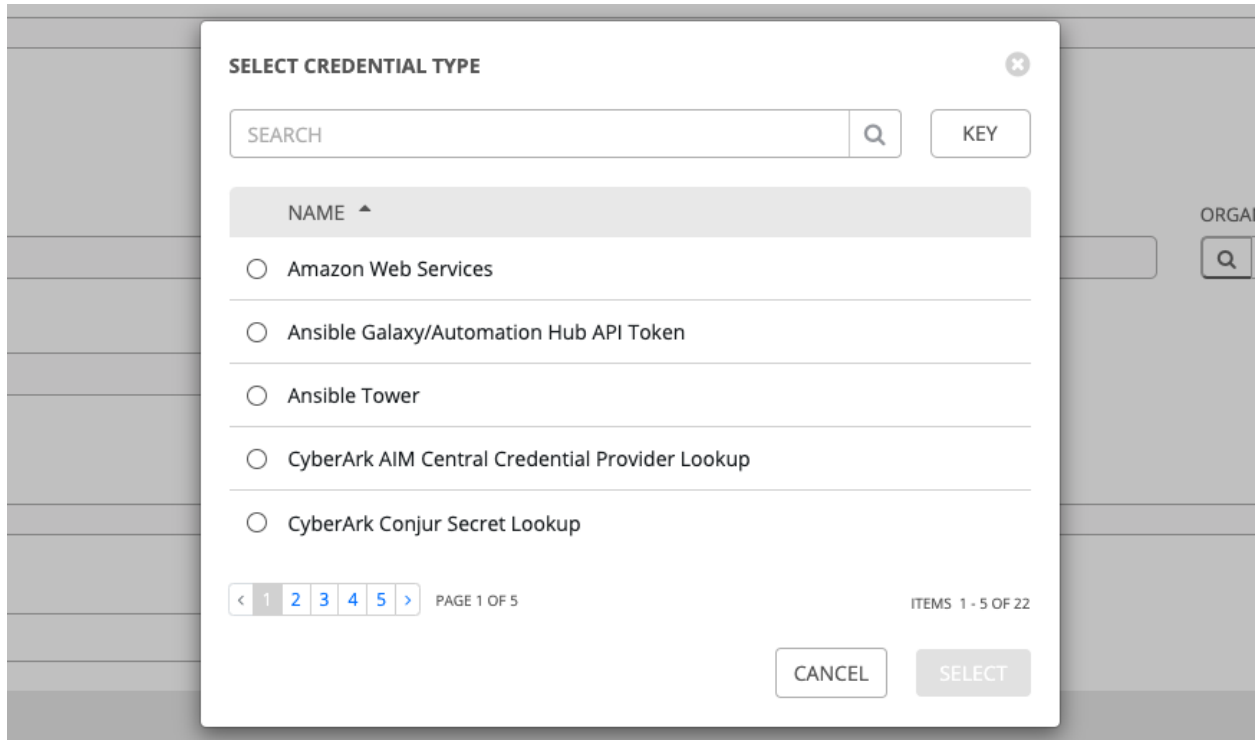 SELECT CREDENTIAL TYPE
SEARCH
KEY
NAME
ORGA
Amazon Web Services
Ansible Galaxy/Automation Hub API Token
Ansible Tower
CyberArk AIM Central Credential Provider Lookup
CyberArk Conjur Secret Lookup
< 1 2 3 4 5 > PAGE 1 OF 5
ITEMS 1 - 5 OF 22
CANCEL
SELECT